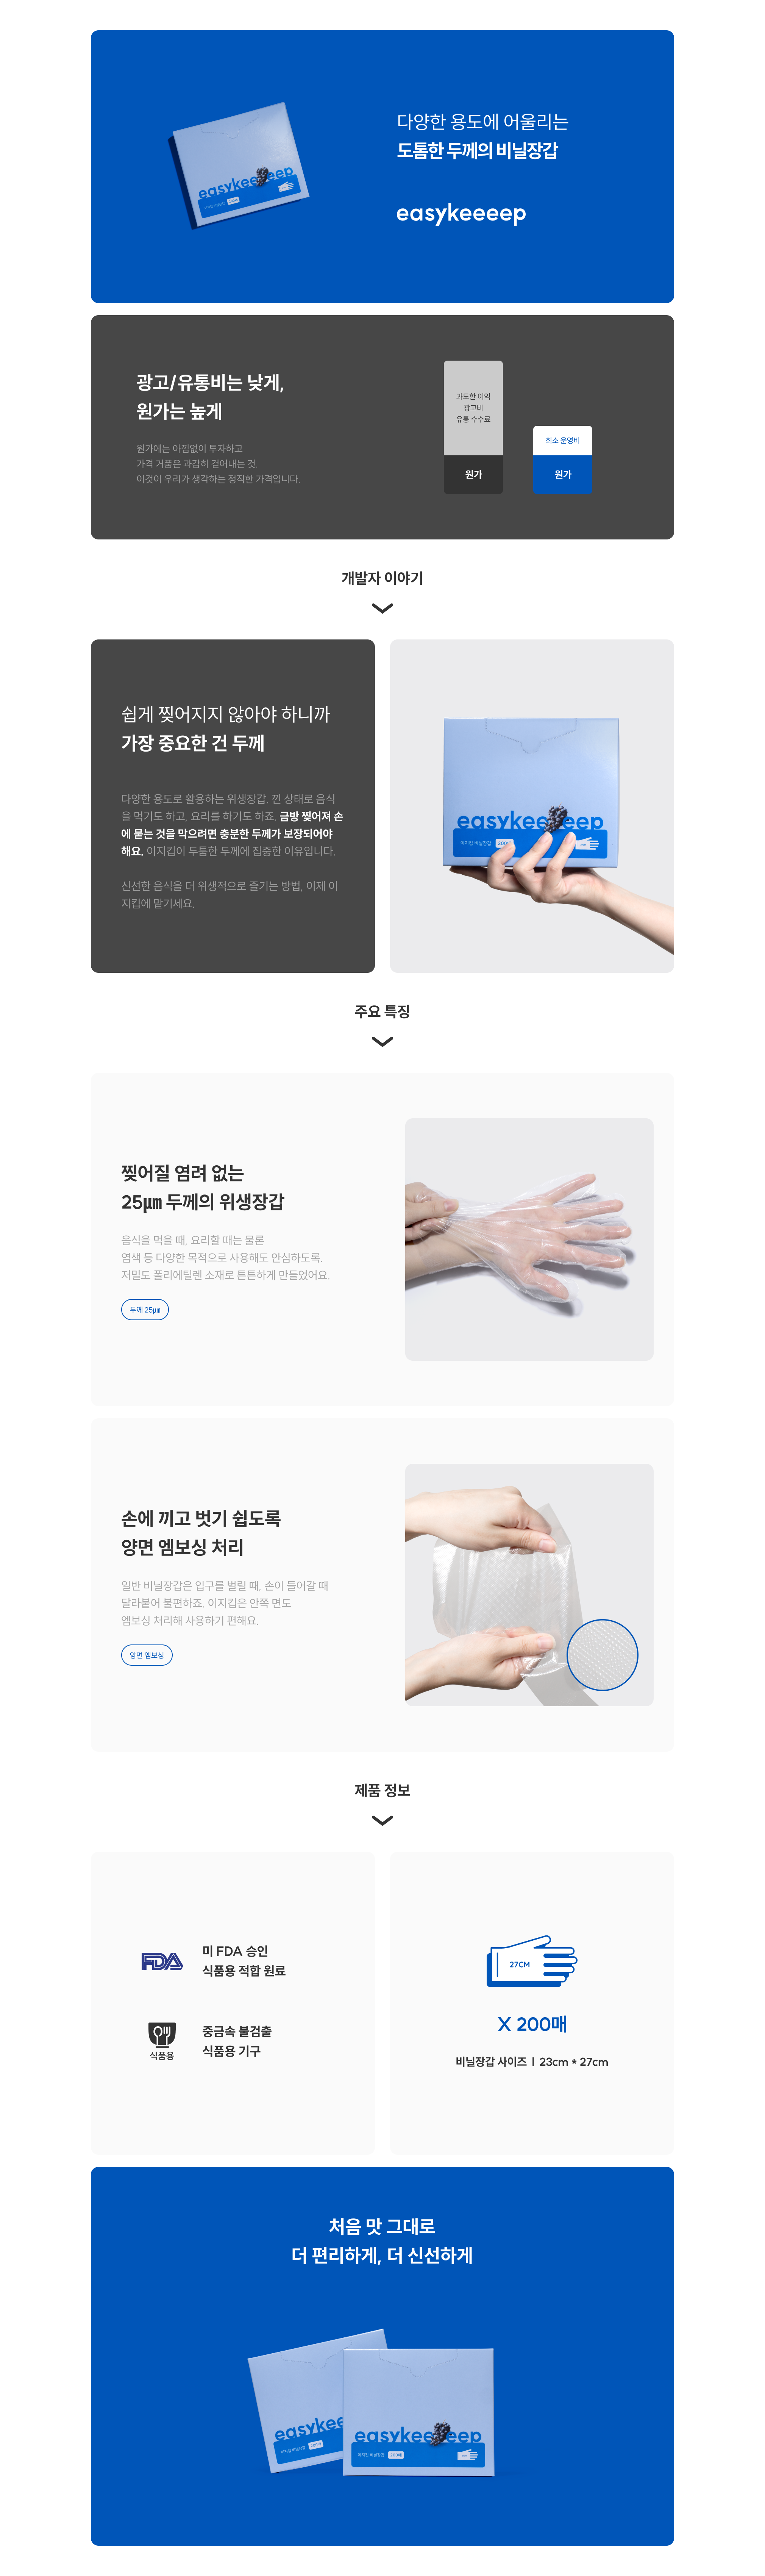 다양한 용도에 어울리는
도톰한 두께의 비닐장갑
easykeeeep
easykeeeep
광고/유통비는 낮게,
원가는 높게
원가에는 아낌없이 투자하고
가격 거품은 과감히 걷어내는 것.
이것이 우리가 생각하는 정직한 가격입니다.
과도한 이익
광고비
유통 수수료
원가
최소 운영비
원가
개발자 이야기
쉽게 찢어지지 않아야 하니까
가장 중요한 건 두께
다양한 용도로 활용하는 위생장갑. 낀 상태로 음식
을 먹기도 하고, 요리를 하기도 하죠. 금방 찢어져 손
에 묻는 것을 막으려면 충분한 두께가 보장되어야
해요. 이지킵이 두툼한 두께에 집중한 이유입니다.
신선한 음식을 더 위생적으로 즐기는 방법, 이제 이
지킵에 맡기세요.
easykeeeep
이지킵 비닐장갑
주요 특징
찢어질 염려 없는
25㎛ 두께의 위생장갑
음식을 먹을 때, 요리할 때는 물론
염색 등 다양한 목적으로 사용해도 안심하도록.
저밀도 폴리에틸렌 소재로 튼튼하게 만들었어요.
두께 25㎛
손에 끼고 벗기 쉽도록
양면 엠보싱 처리
일반 비닐장갑은 입구를 벌릴 때, 손이 들어갈 때
달라붙어 불편하죠. 이지킵은 안쪽 면도
엠보싱 처리해 사용하기 편해요.
양면 엠보싱
제품 정보
FDA
미 FDA 승인
식품용 적합 원료
식품용
중금속 불검출
식품용 기구
27CM
X 200매
비닐장갑 사이즈 | 23cm * 27cm
처음 맛 그대로
더 편리하게, 더 신선하게
easykee
easykeeeep
이지킵 비닐장갑
200매